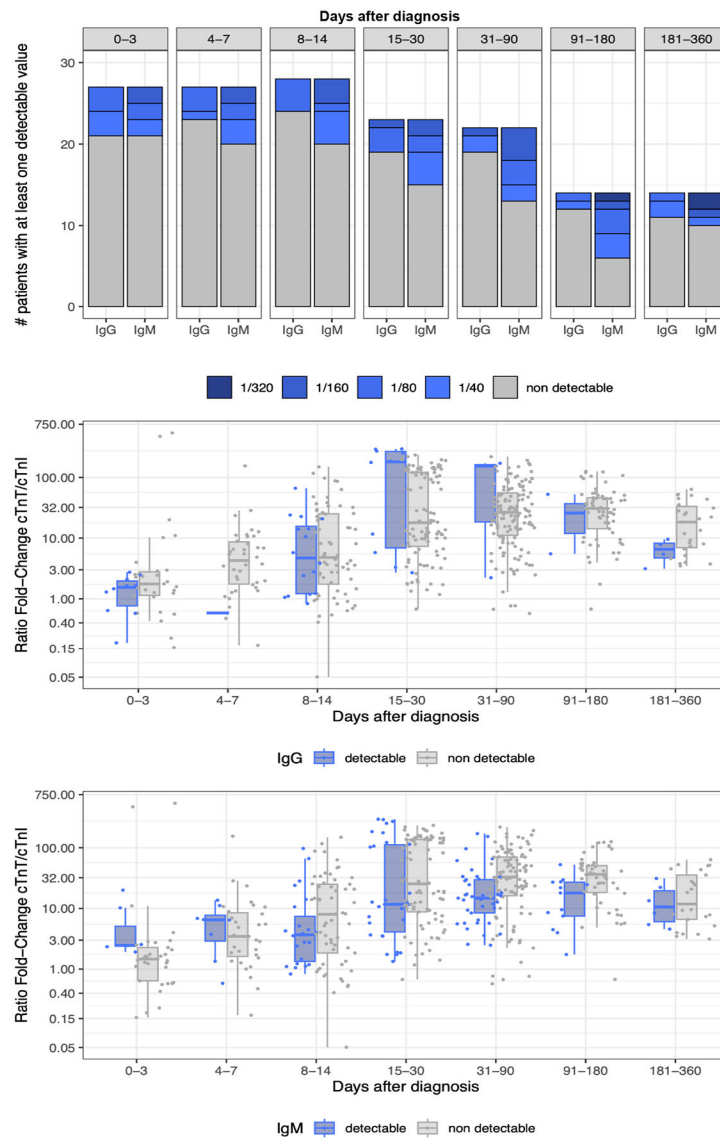 Days after diagnosis
0–3 4–7 8–14 15–30 31–90 91–180 181–360
# patients with at least one detectable value
30
20
10
0
IgG IgM IgG IgM IgG IgM IgG IgM IgG IgM IgG IgM IgG IgM
1/320 1/160 1/80 1/40 non detectable
Ratio Fold−Change cTnT/cTnI
750.00
100.00
32.00
10.00
3.00
1.00
0.40
0.15
0.05
0–3 4–7 8–14 15–30 31–90 91–180 181–360
Days after diagnosis
IgG detectable non detectable
Ratio Fold−Change cTnT/cTnI
750.00
100.00
32.00
10.00
3.00
1.00
0.40
0.15
0.05
0–3 4–7 8–14 15–30 31–90 91–180 181–360
Days after diagnosis
IgM detectable non detectable